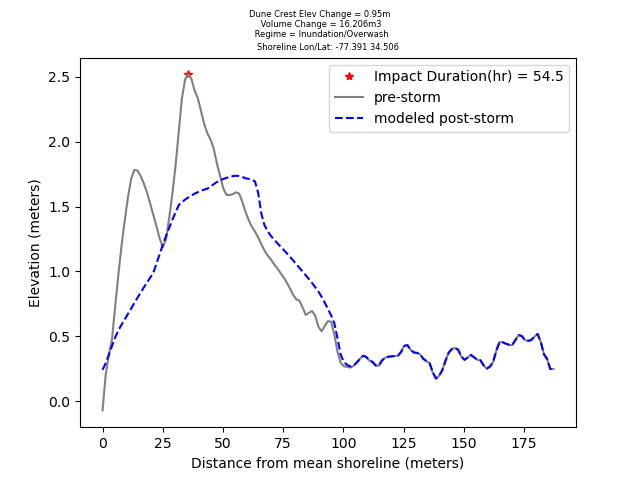 Dune Crest Elev Change = 0.95m
Volume Change = 16.206m3
Regime = Inundation/Overwash
Shoreline Lon/Lat: -77.391 34.506
Impact Duration(hr) = 54.5
pre-storm
modeled post-storm
2.5
2.0
1.5
1.0
0.5
0.0
Elevation (meters)
0 25 50 75 100 125 150 175
Distance from mean shoreline (meters)